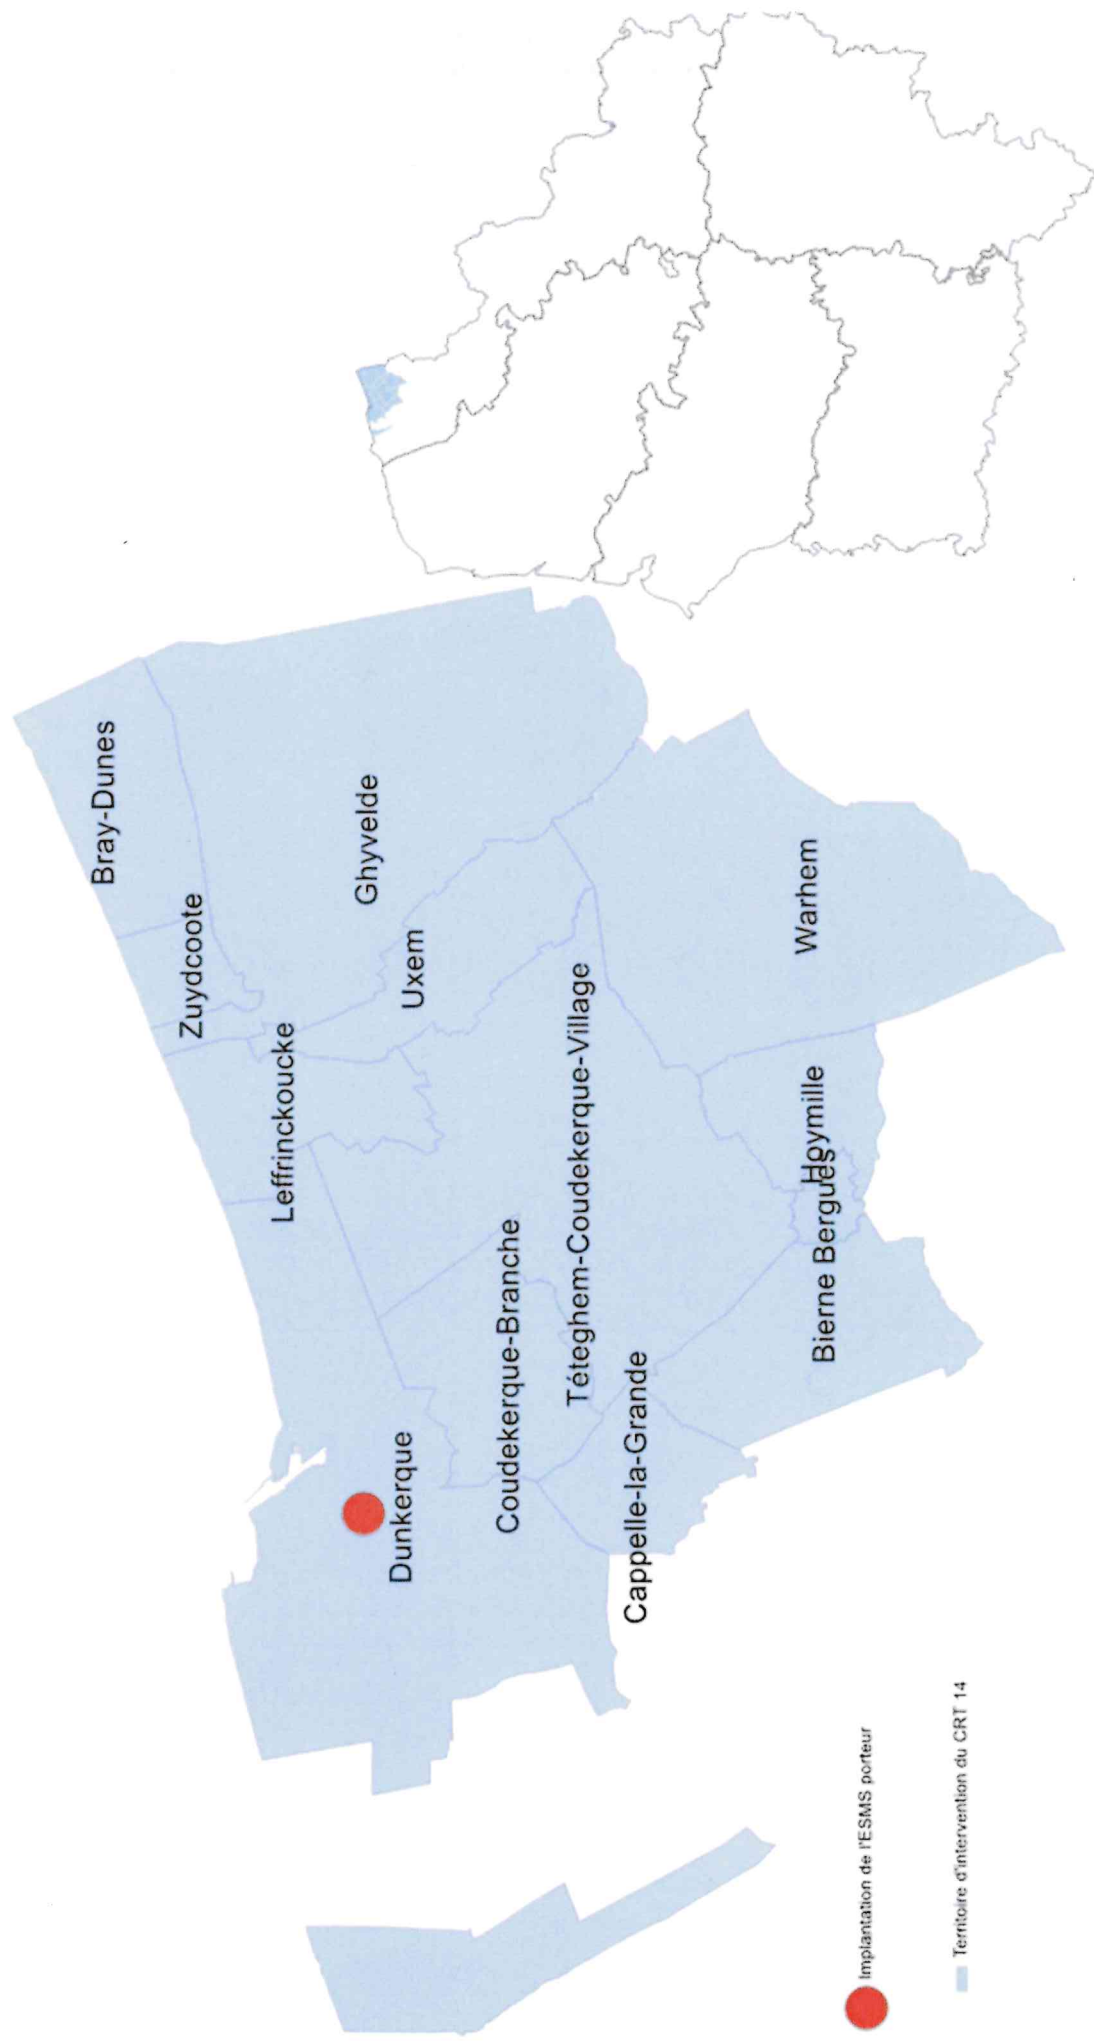 Bray-Dunes
Zuydcoote
Leffrinckoucke
Ghyvelde
Uxem
Dunkerque
Coudekerque-Branche
Téteghem-Coudekerque-Village
Cappelle-la-Grande
Warhem
Hoymille
Bierne Bergues
Implantation de l'ESMS porteur
Territoire d'intervention du CRT 14